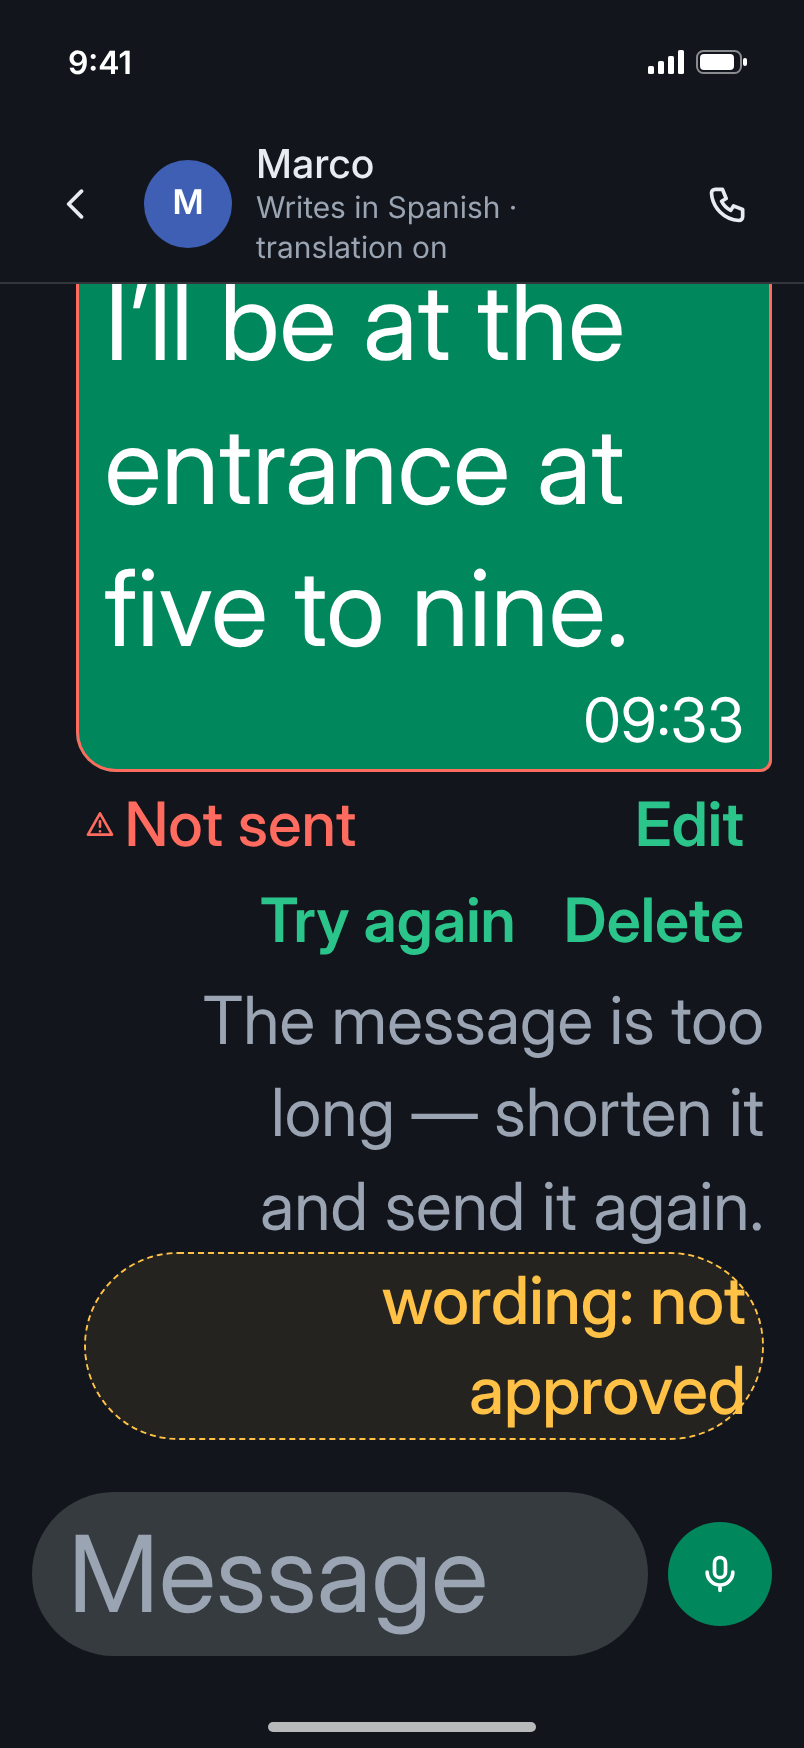 9:41
Marco
M
Writes in Spanish ·
translation on
I’ll be at the
entrance at
five to nine.
09:33
Not sent
Edit
Try again
Delete
The message is too
long — shorten it
and send it again.
wording: not
approved
Message